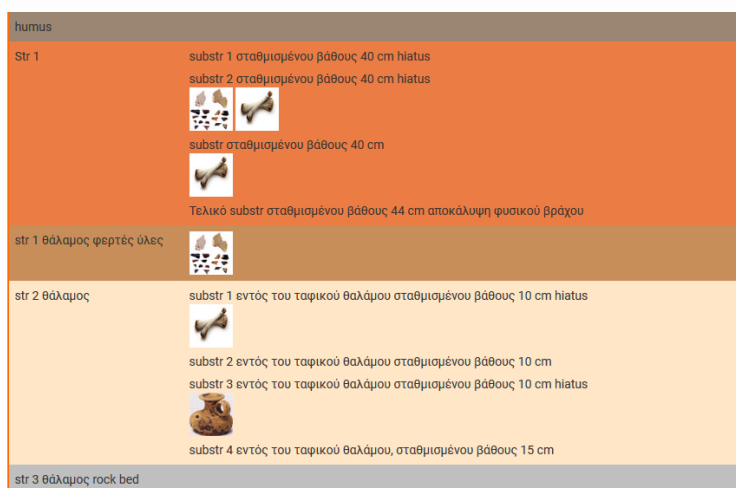 humus
Str 1
substr 1 σταθμισμένου βάθους 40 cm hiatus
substr 2 σταθμισμένου βάθους 40 cm hiatus
substr σταθμισμένου βάθους 40 cm
Τελικό substr σταθμισμένου βάθους 44 cm αποκάλυψη φυσικού βράχου
str 1 θάλαμος φερτές ύλες
str 2 θάλαμος
substr 1 εντός του ταφικού θαλάμου σταθμισμένου βάθους 10 cm hiatus
substr 2 εντός του ταφικού θαλάμου σταθμισμένου βάθους 10 cm
substr 3 εντός του ταφικού θαλάμου σταθμισμένου βάθους 10 cm hiatus
substr 4 εντός του ταφικού θαλάμου, σταθμισμένου βάθους 15 cm
str 3 θάλαμος rock bed